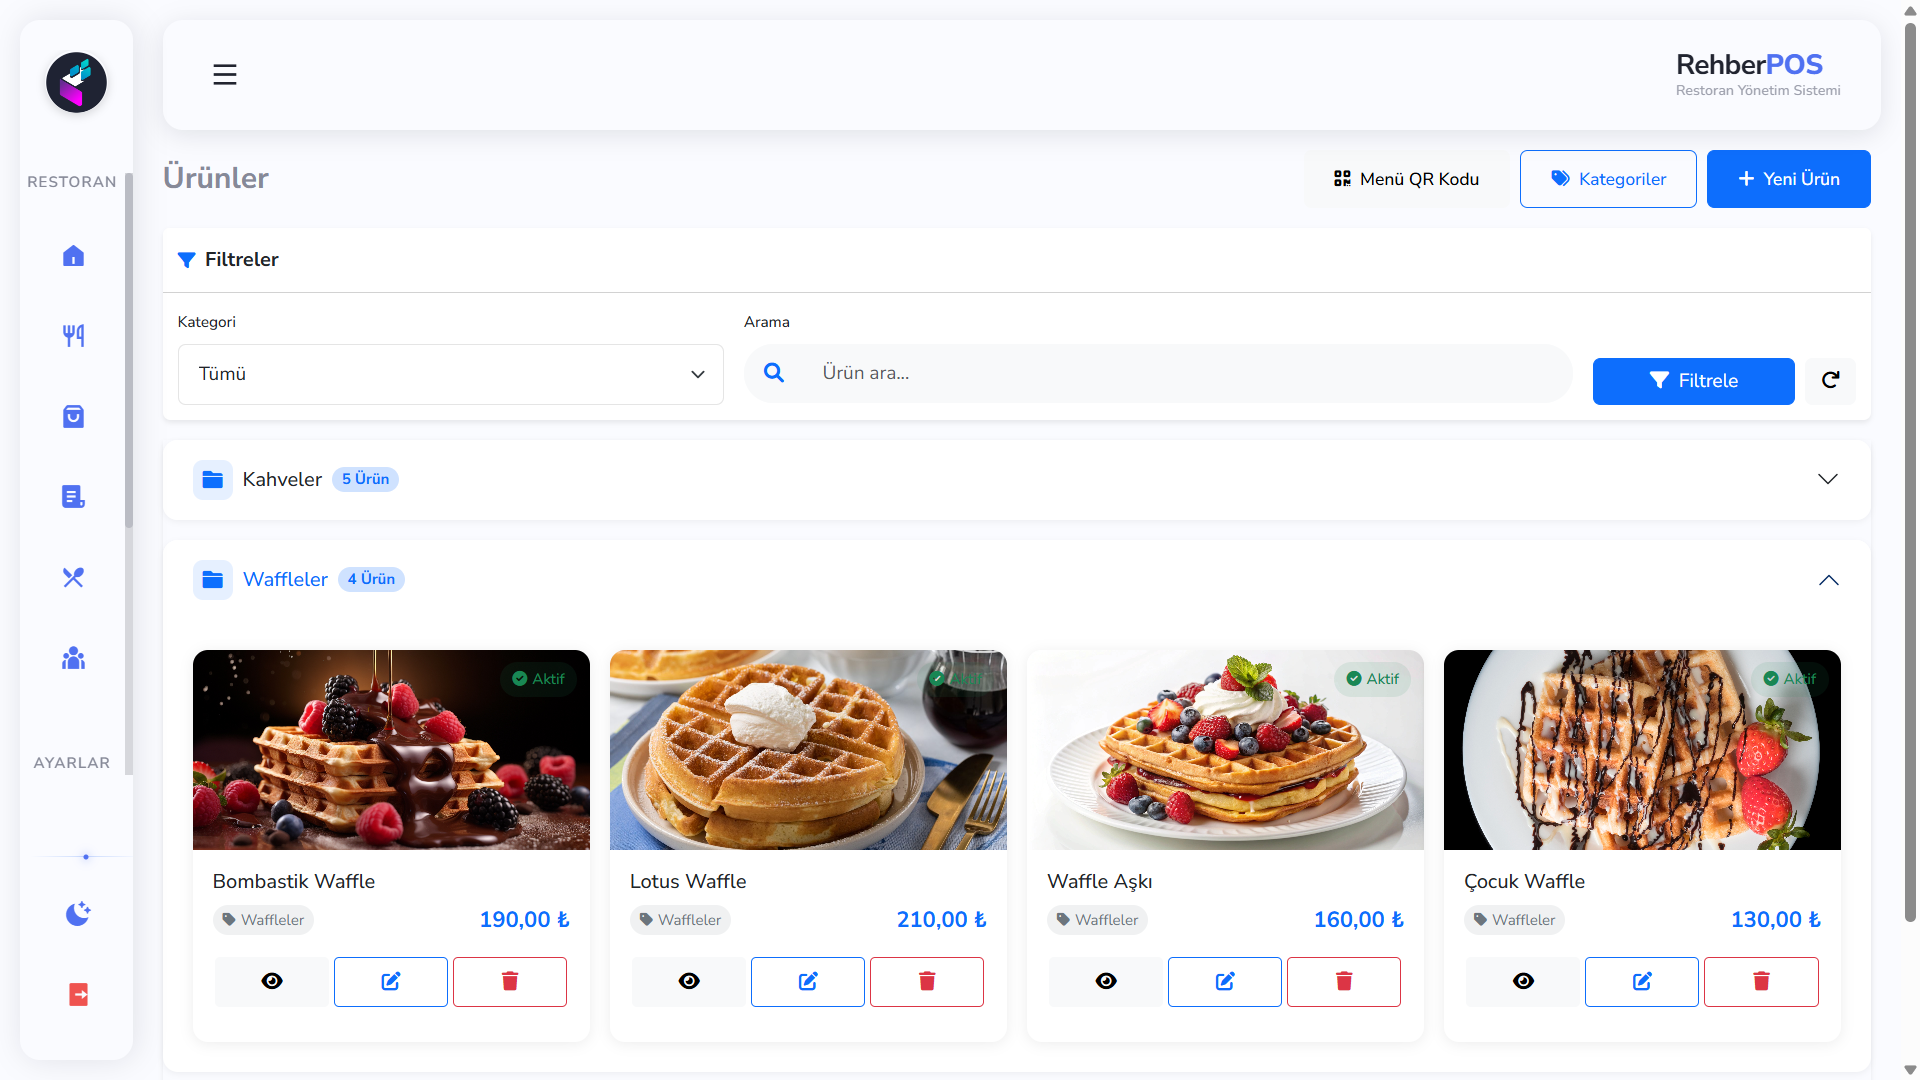 RehberPOS
Restoran Yönetim Sistemi
RESTORAN
AYARLAR
Ürünler
Menü QR Kodu
Kategoriler
Yeni Ürün
Filtreler
Kategori
Arama
Tümü
Ürün ara...
Filtrele
Kahveler
5 Ürün
Waffleler
4 Ürün
Aktif
Aktif
Aktif
Aktif
Bombastik Waffle
Waffleler
190,00 ₺
Lotus Waffle
Waffleler
210,00 ₺
Waffle Aşkı
Waffleler
160,00 ₺
Çocuk Waffle
Waffleler
130,00 ₺